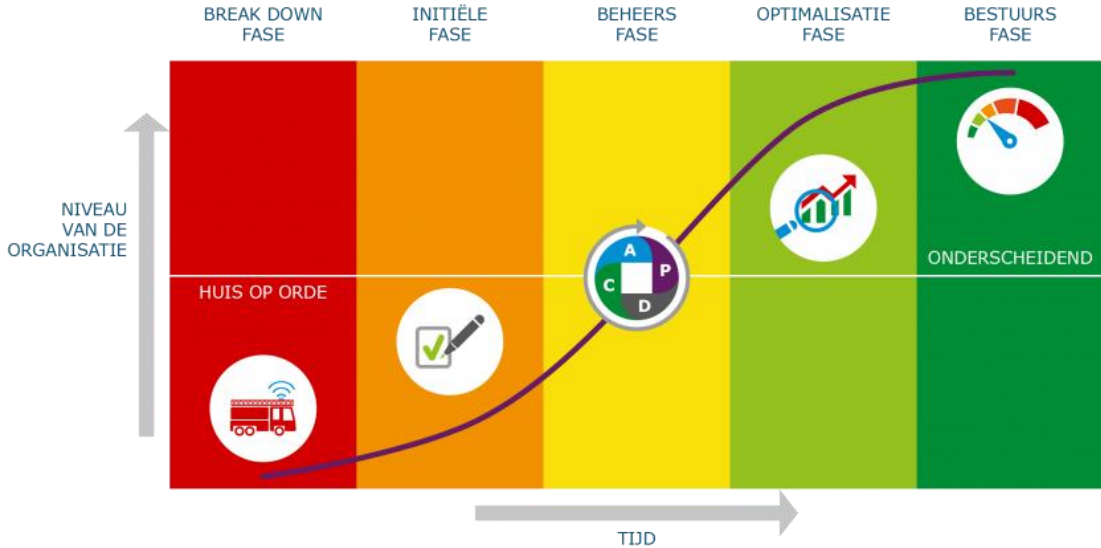 BREAK DOWN
FASE
INITIËLE
FASE
BEHEERS
FASE
OPTIMALISATIE
FASE
BESTUURS
FASE
NIVEAU
VAN DE
ORGANISATIE
ONDERSCHEIDEND
HUIS OP ORDE
A
P
C
D
TIJD